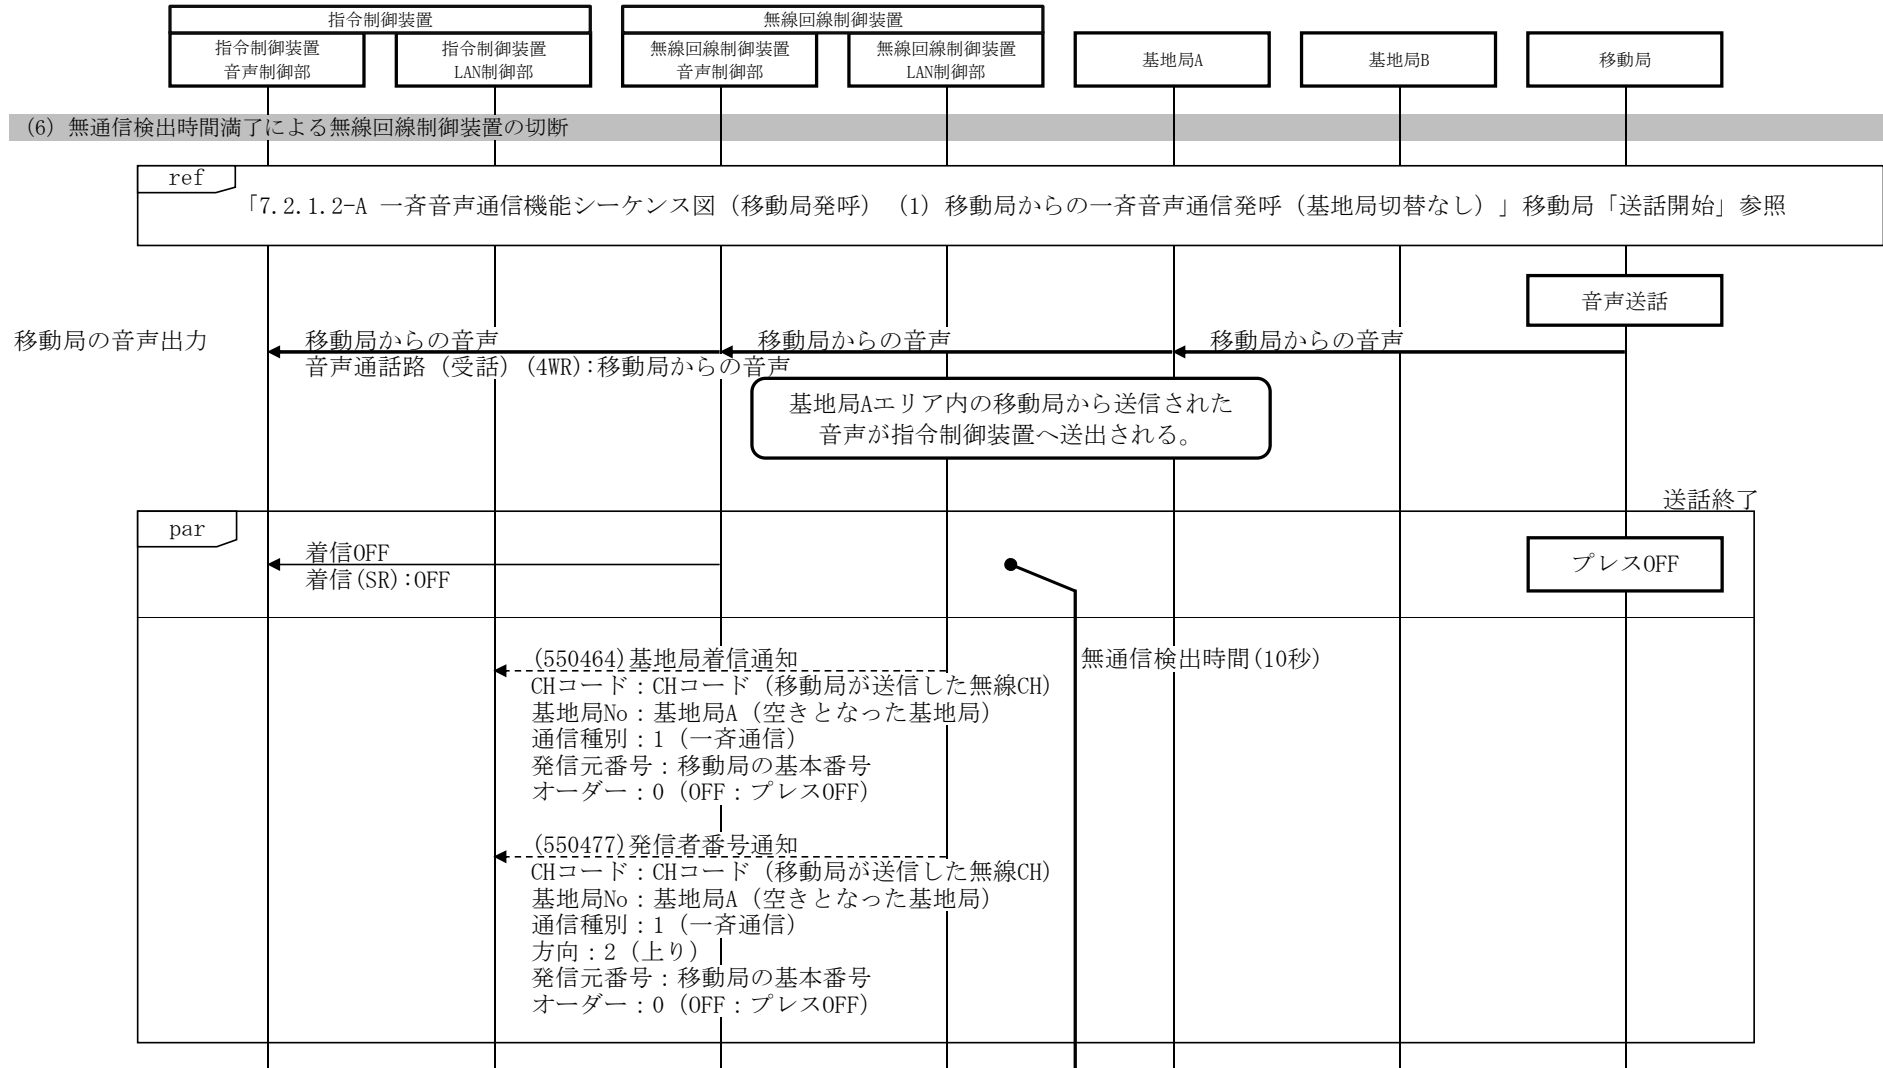 指令制御装置
無線回線制御装置
指令制御装置
音声制御部
指令制御装置
LAN制御部
無線回線制御装置
音声制御部
無線回線制御装置
LAN制御部
基地局A
基地局B
移動局
(6) 無通信検出時間満了による無線回線制御装置の切断
ref
「7.2.1.2-A 一斉音声通信機能シーケンス図（移動局発呼）（1）移動局からの一斉音声通信発呼（基地局切替なし）」移動局「送話開始」参照
音声送話
移動局の音声出力
移動局からの音声
音声通話路（受話）(4WR):移動局からの音声
移動局からの音声
移動局からの音声
基地局Aエリア内の移動局から送信された
音声が指令制御装置へ送出される。
送話終了
par
着信OFF
着信(SR):OFF
プレスOFF
(550464)基地局着信通知
CHコード：CHコード（移動局が送信した無線CH）
基地局No：基地局A（空きとなった基地局）
通信種別：1（一斉通信）
発信元番号：移動局の基本番号
オーダー：0（OFF：プレスOFF）
無通信検出時間(10秒)
(550477)発信者番号通知
CHコード：CHコード（移動局が送信した無線CH）
基地局No：基地局A（空きとなった基地局）
通信種別：1（一斉通信）
方向：2（上り）
発信元番号：移動局の基本番号
オーダー：0（OFF：プレスOFF）